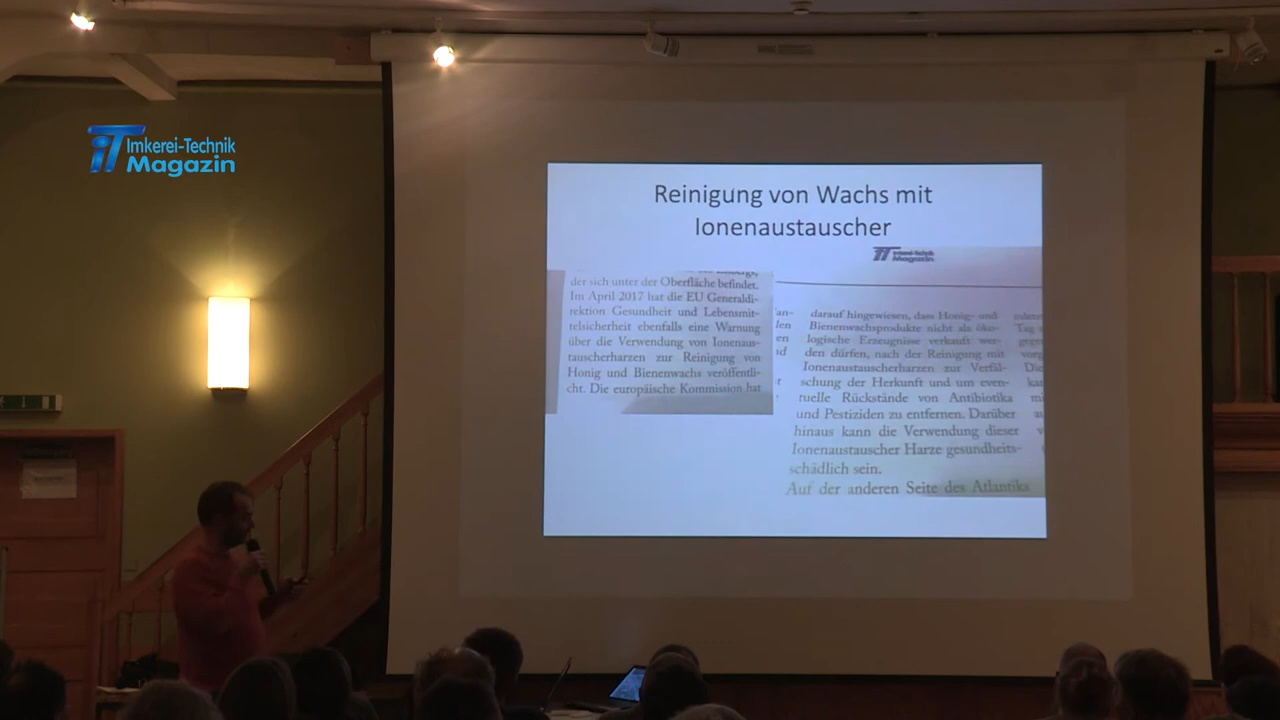 iT Imkerei-Technik
Magazin
Reinigung von Wachs mit
Ionenaustauscher
iT Imkerei-Technik
Magazin
der sich unter der Oberfläche befindet.
Im April 2017 hat die EU Generaldi-
rektion Gesundheit und Lebensmit-
telsicherheit ebenfalls eine Warnung
über die Verwendung von Ionenaus-
tauscherharzen zur Reinigung von
Honig und Bienenwachs veröffentli-
cht. Die europäische Kommission hat
darauf hingewiesen, dass Honig- und
Bienenwachsprodukte nicht als öko-
logische Erzeugnisse verkauft wer-
den dürfen, nach der Reinigung mit
Ionenaustauscherharzen zur Verfäl-
schung der Herkunft und um even-
tuelle Rückstände von Antibiotika
und Pestiziden zu entfernen. Darüber
hinaus kann die Verwendung dieser
Ionenaustauscher Harze gesundheits-
schädlich sein.
Auf der anderen Seite des Atlantiks